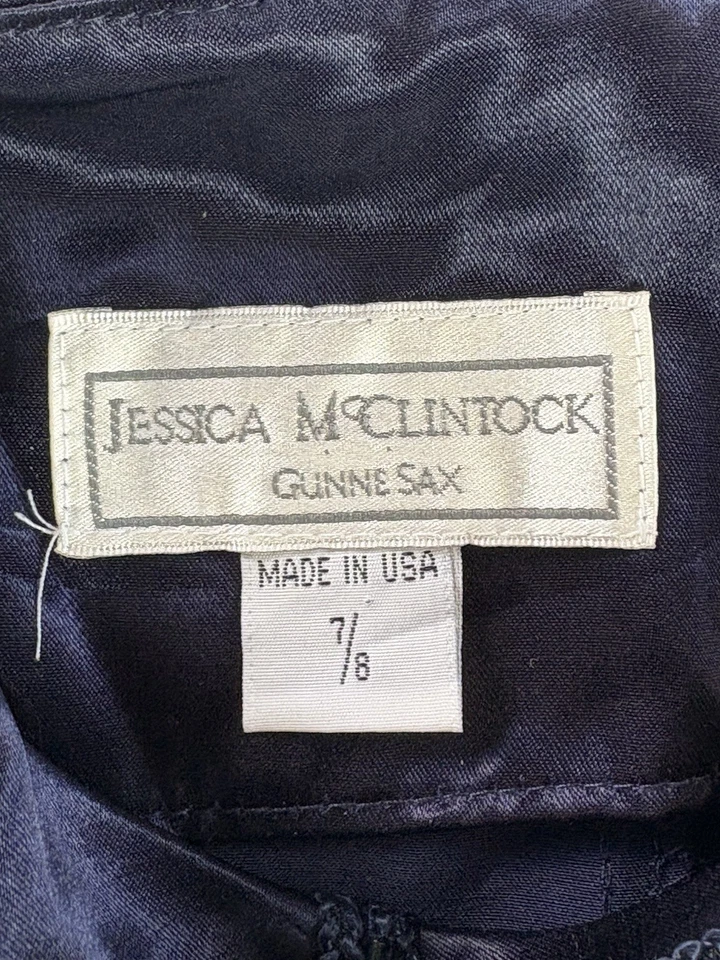 JESSICA McCLINTOCK
GUNNE SAX
MADE IN USA
7/8